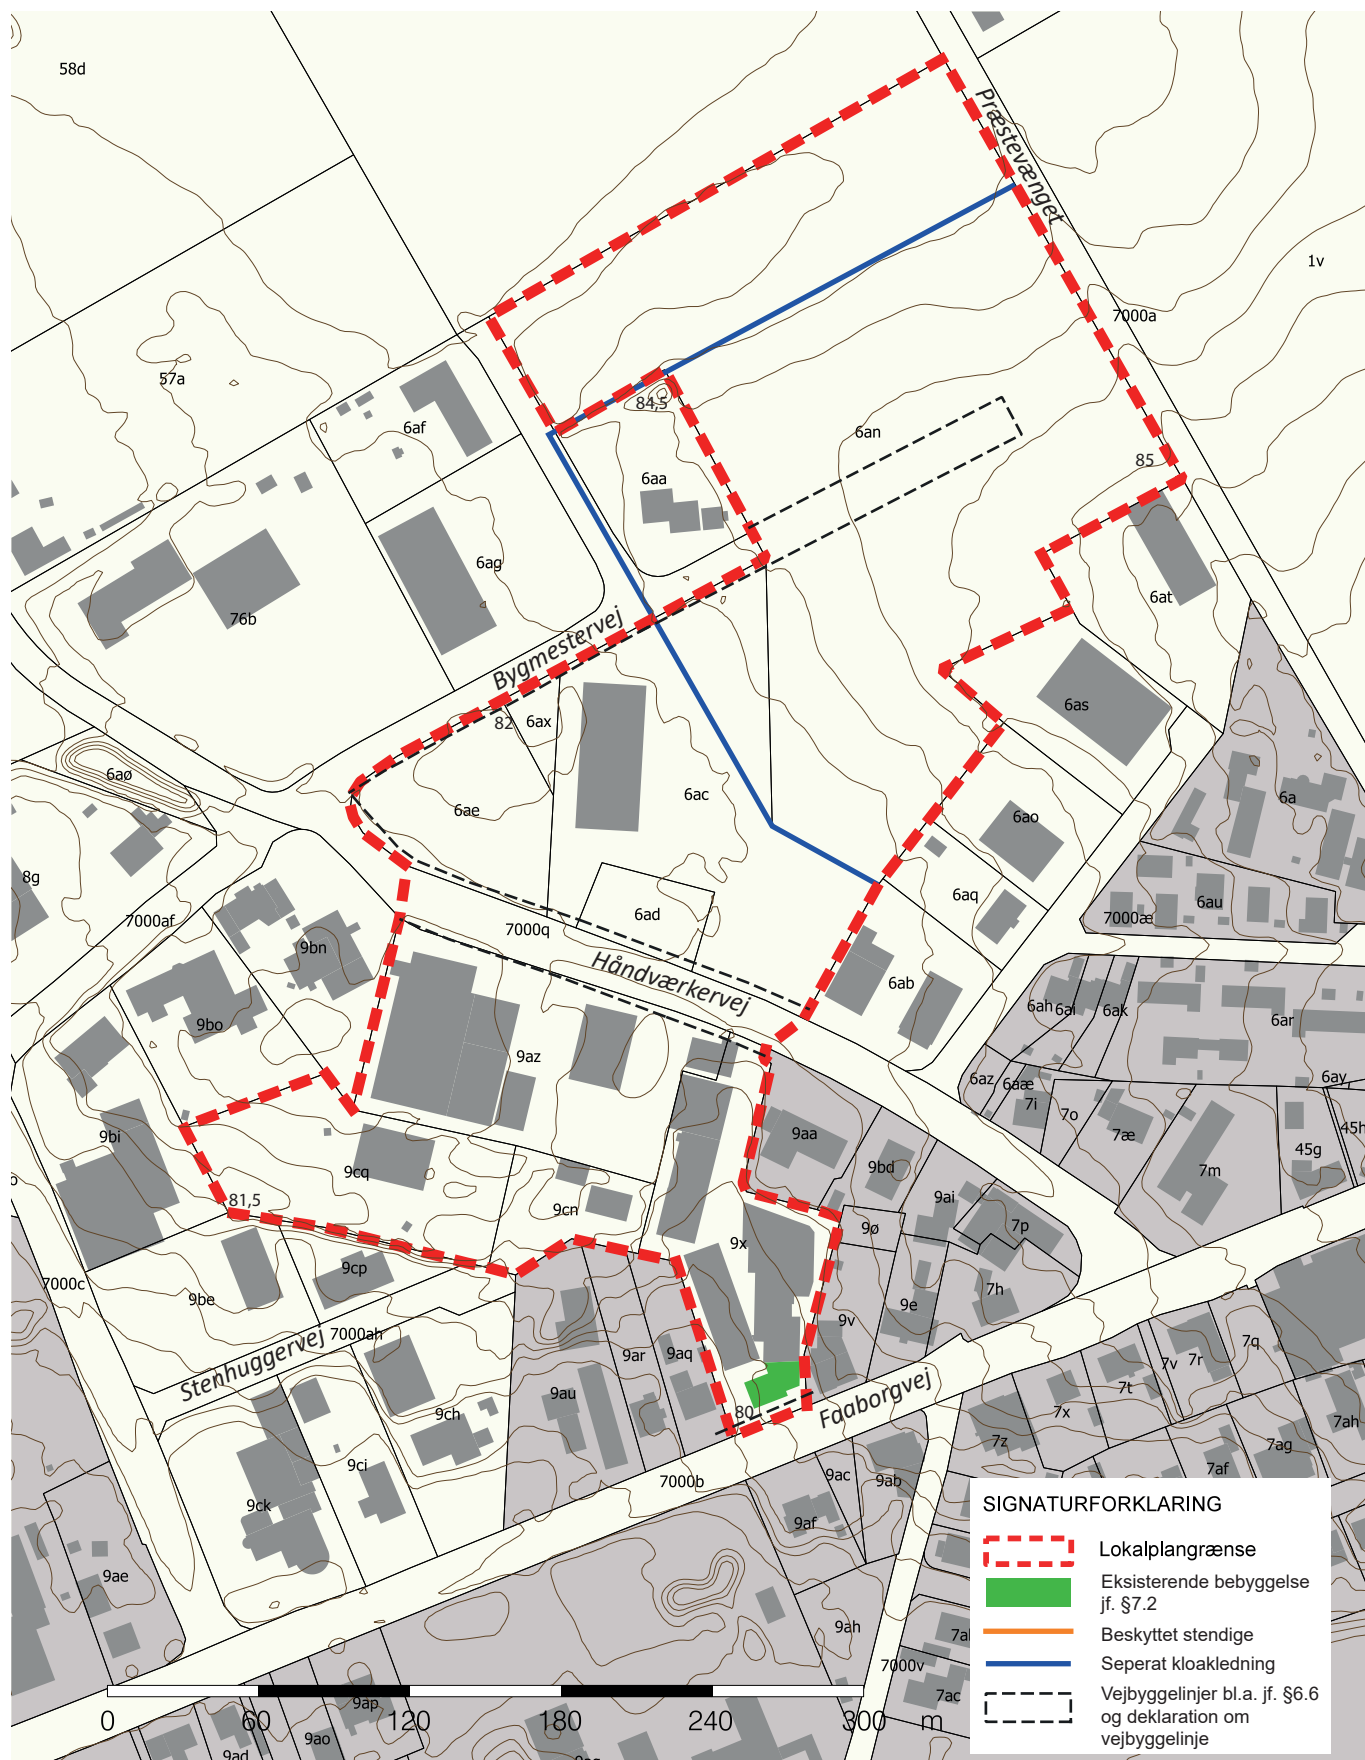 58d
Præstevænget
1v
7000a
57a
84,5
6af
6an
85
6aa
6ag
6at
76b
Bygmestervej
6as
82
6ax
6aø
6ae
6ac
6a
6ao
8g
6aq
6au
7000af
6ad
7000æ
7000q
9bn
Håndværkervej
6ab
6ah
6ai
6ak
9bo
6ar
9az
6az
6aæ
6ay
7i
7o
9bi
9aa
7æ
45h
45g
9cq
9bd
7m
81,5
9ai
9cn
9ø
7p
9x
9cp
7000c
9be
7h
9e
9v
7000ah
Stenhuggervej
9ar
9aq
7q
7v
7r
9au
7t
Faaborgvej
80
9ch
7x
7ah
7z
7ag
9ci
7af
7000b
9ac
9ab
9ck
9af
SIGNATURFORKLARING
Lokalplangrænse
Eksisterende bebyggelse
jf. §7.2
Beskyttet stendige
Seperat kloakledning
Vejbyggelinjer bl.a. jf. §6.6
og deklaration om
vejbyggelinje
9ae
9ah
7000v
7ac
9ap
0 60 120 180 240 300 m
9ao
9ad